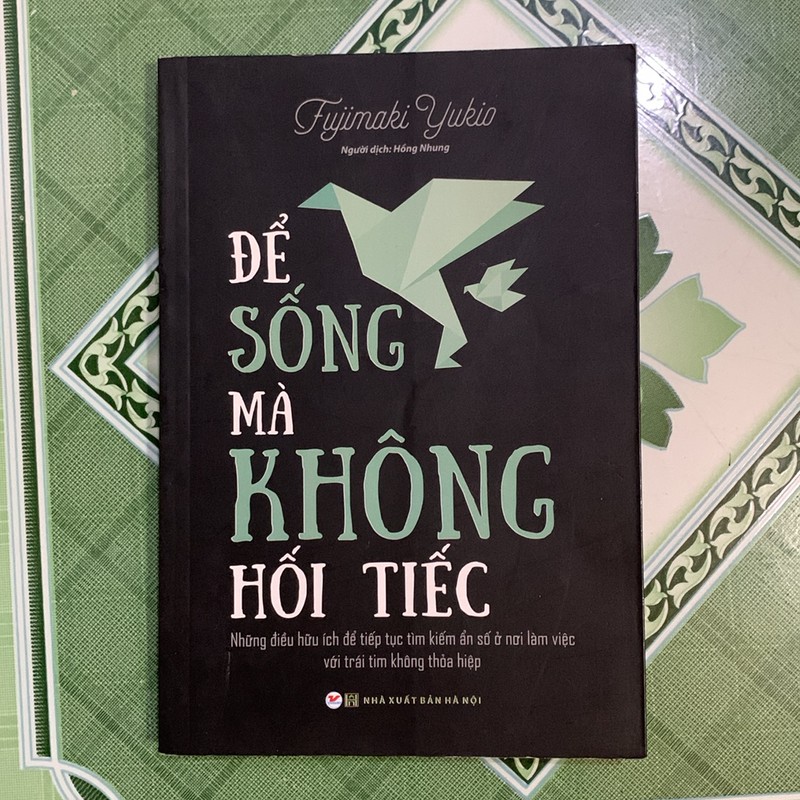 Fujimaki Yukio
Người dịch: Hồng Nhung
ĐỂ
SỐNG
MÀ
KHÔNG
HỐI TIẾC
Những điều hữu ích để tiếp tục tìm kiếm ẩn số ở nơi làm việc
với trái tim không thỏa hiệp
NHÀ XUẤT BẢN HÀ NỘI